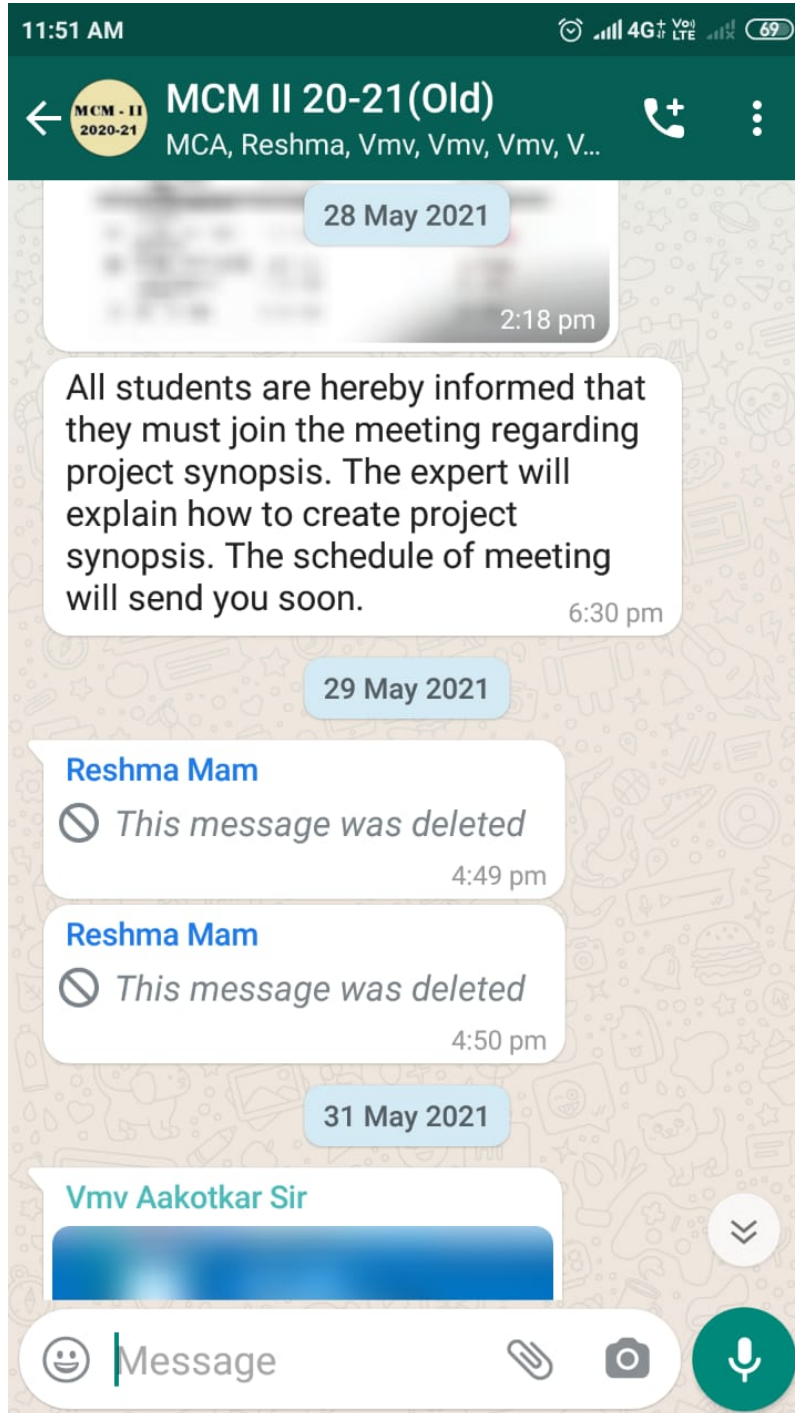 11:51 AM
4G+ Vo) LTE 69
MCM - II
2020-21
MCM II 20-21(Old)
MCA, Reshma, Vmv, Vmv, Vmv, V...
28 May 2021
2:18 pm
All students are hereby informed that
they must join the meeting regarding
project synopsis. The expert will
explain how to create project
synopsis. The schedule of meeting
will send you soon.
6:30 pm
29 May 2021
Reshma Mam
This message was deleted
4:49 pm
Reshma Mam
This message was deleted
4:50 pm
31 May 2021
Vmv Aakotkar Sir
Message